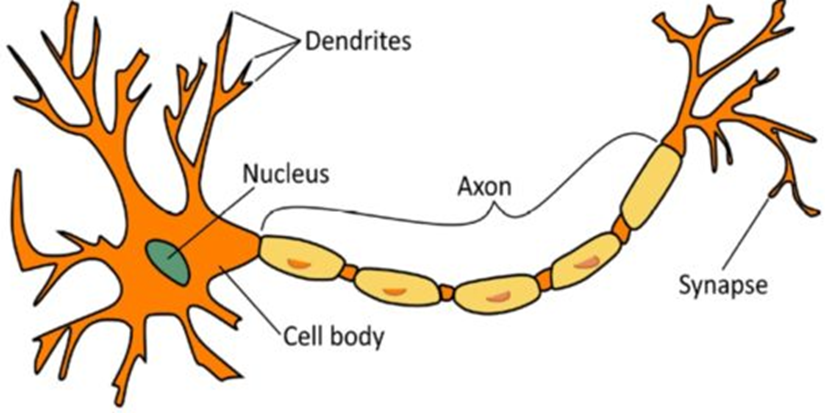 Dendrites
Nucleus
Axon
Synapse
Cell body